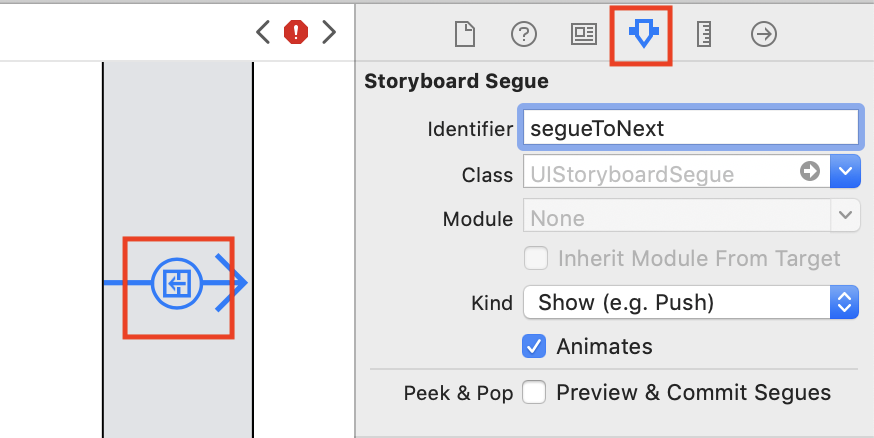 Storyboard Segue
Identifier segueToNext
Class UIStoryboardSegue
Module None
Inherit Module From Target
Kind Show (e.g. Push)
Animates
Peek & Pop Preview & Commit Segues